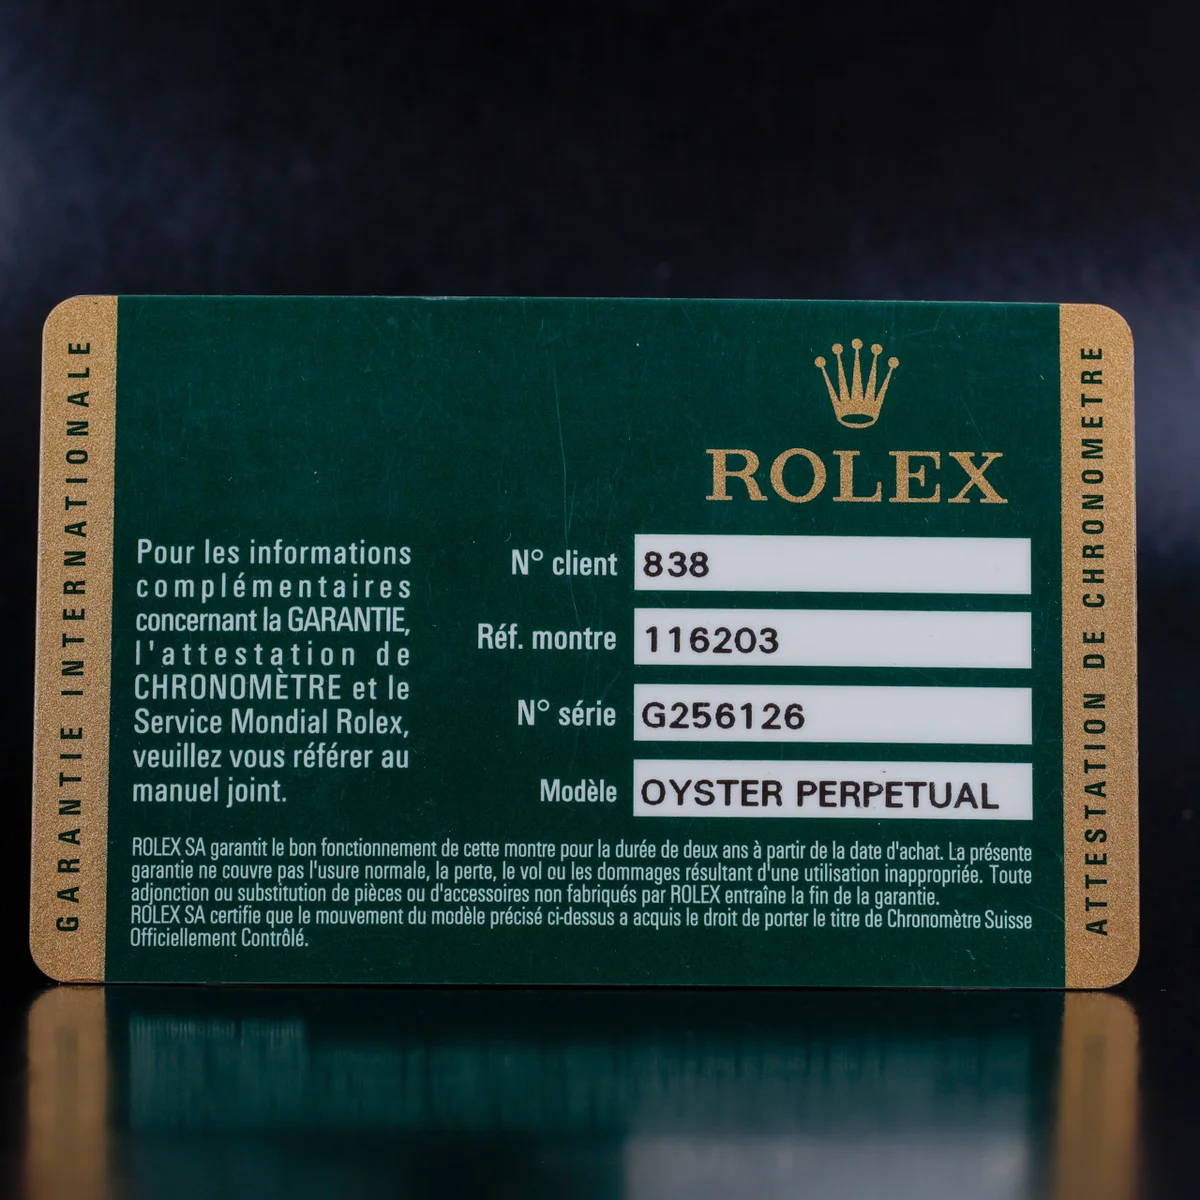 GARANTIE INTERNATIONALE
ROLEX
Pour les informations
complémentaires
concernant la GARANTIE,
l'attestation de
CHRONOMÈTRE et le
Service Mondial Rolex,
veuillez vous référer au
manuel joint.
N° client 838
Réf. montre 116203
N° série G256126
Modèle OYSTER PERPETUAL
ROLEX SA garantit le bon fonctionnement de cette montre pour la durée de deux ans à partir de la date d'achat. La présente
garantie ne couvre pas l'usure normale, la perte, le vol ou les dommages résultant d'une utilisation inappropriée. Toute
adjonction ou substitution de pièces ou d'accessoires non fabriqués par ROLEX entraîne la fin de la garantie.
ROLEX SA certifie que le mouvement du modèle précisé ci-dessus a acquis le droit de porter le titre de Chronomètre Suisse
Officiellement Contrôlé.
ATTESTATION DE CHRONOMETRE